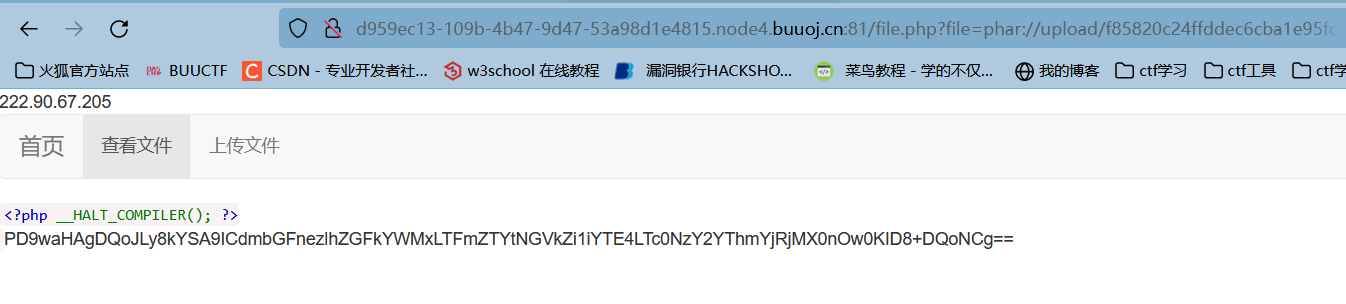 d959ec13-109b-4b47-9d47-53a98d1e4815.node4.buuoj.cn:81/file.php?file=phar://upload/f85820c24ffddec6cba1e95fc
火狐官方站点 BUUCTF CSDN - 专业开发者社... w3school 在线教程 漏洞银行HACKSHO... 菜鸟教程 - 学的不仅... 我的博客 ctf学习 ctf工具 ctf学
222.90.67.205
首页 查看文件 上传文件
<?php __HALT_COMPILER(); ?>
PD9waHAgDQoJLy8kYSA9ICdmbGFnezlhZGFkYWMxLTFmZTYtNGVkZi1iYTE4LTc0NzY2YThmYjRjMX0nOw0KID8+DQoNCg==